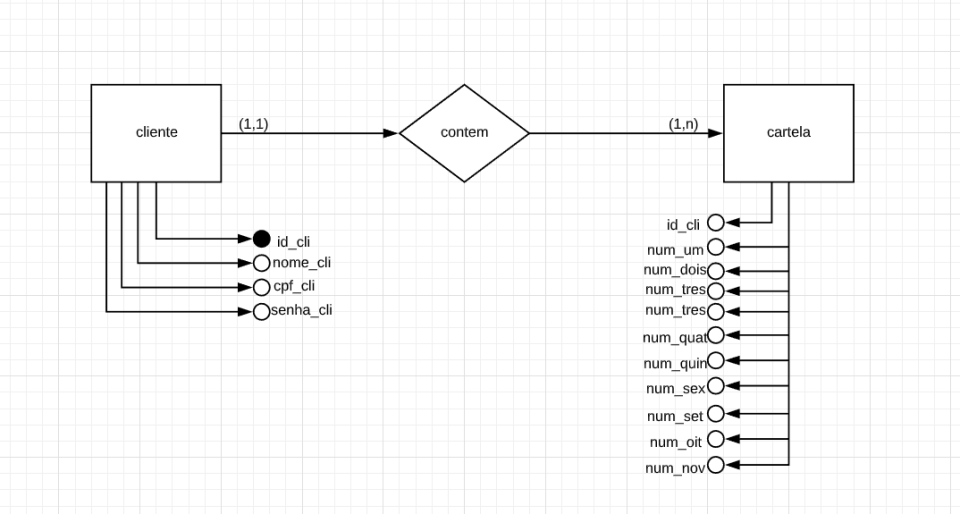 cliente
(1,1)
contem
(1,n)
cartela
id_cli
nome_cli
cpf_cli
senha_cli
id_cli
num_um
num_dois
num_tres
num_tres
num_quat
num_quin
num_sex
num_set
num_oit
num_nov